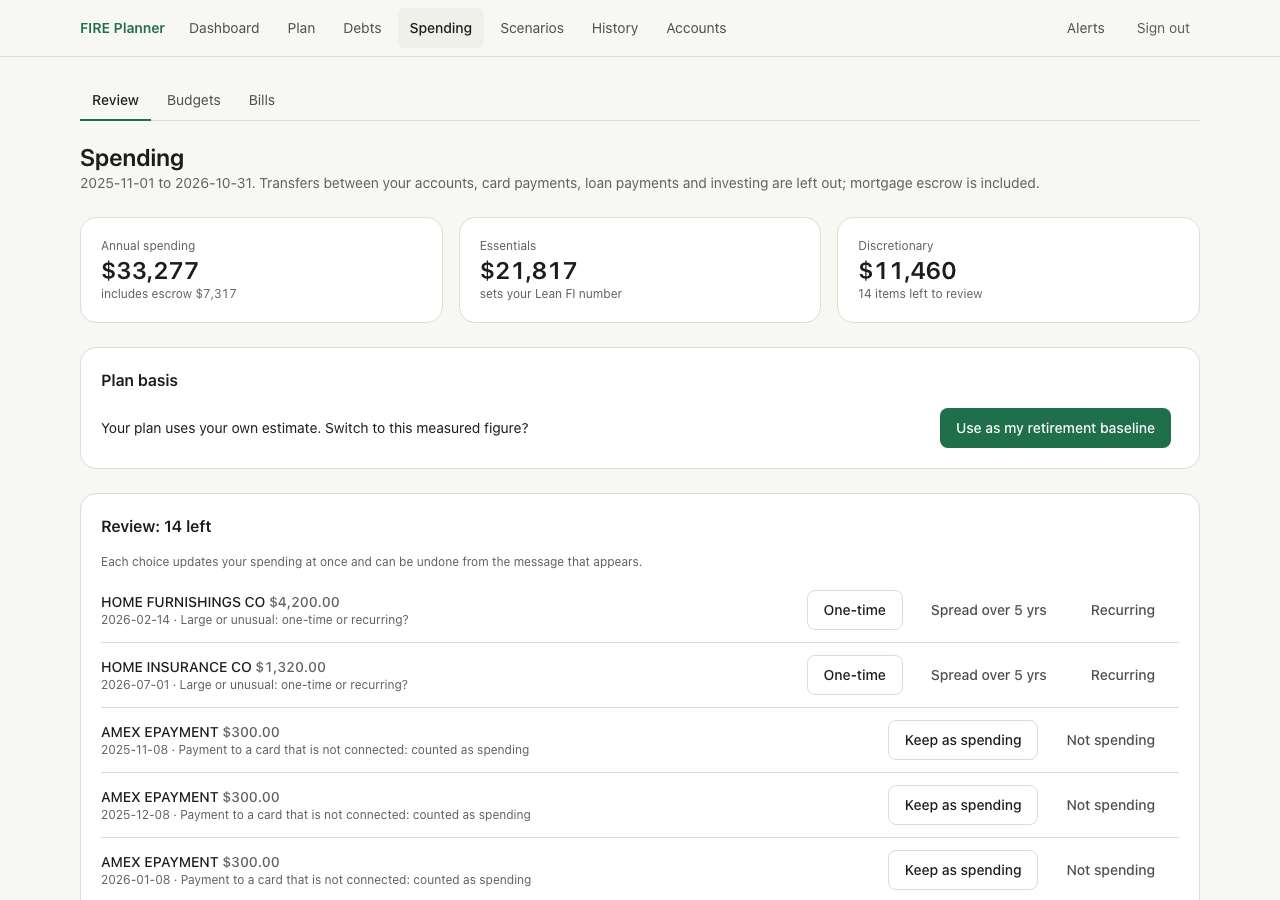 FIRE Planner Dashboard Plan Debts Spending Scenarios History Accounts Alerts Sign out
Review Budgets Bills
Spending
2025-11-01 to 2026-10-31. Transfers between your accounts, card payments, loan payments and investing are left out; mortgage escrow is included.
Annual spending
$33,277
includes escrow $7,317
Essentials
$21,817
sets your Lean FI number
Discretionary
$11,460
14 items left to review
Plan basis
Your plan uses your own estimate. Switch to this measured figure? Use as my retirement baseline
Review: 14 left
Each choice updates your spending at once and can be undone from the message that appears.
HOME FURNISHINGS CO $4,200.00
2026-02-14 · Large or unusual: one-time or recurring?
One-time Spread over 5 yrs Recurring
HOME INSURANCE CO $1,320.00
2026-07-01 · Large or unusual: one-time or recurring?
One-time Spread over 5 yrs Recurring
AMEX EPAYMENT $300.00
2025-11-08 · Payment to a card that is not connected: counted as spending
Keep as spending Not spending
AMEX EPAYMENT $300.00
2025-12-08 · Payment to a card that is not connected: counted as spending
Keep as spending Not spending
AMEX EPAYMENT $300.00
2026-01-08 · Payment to a card that is not connected: counted as spending
Keep as spending Not spending